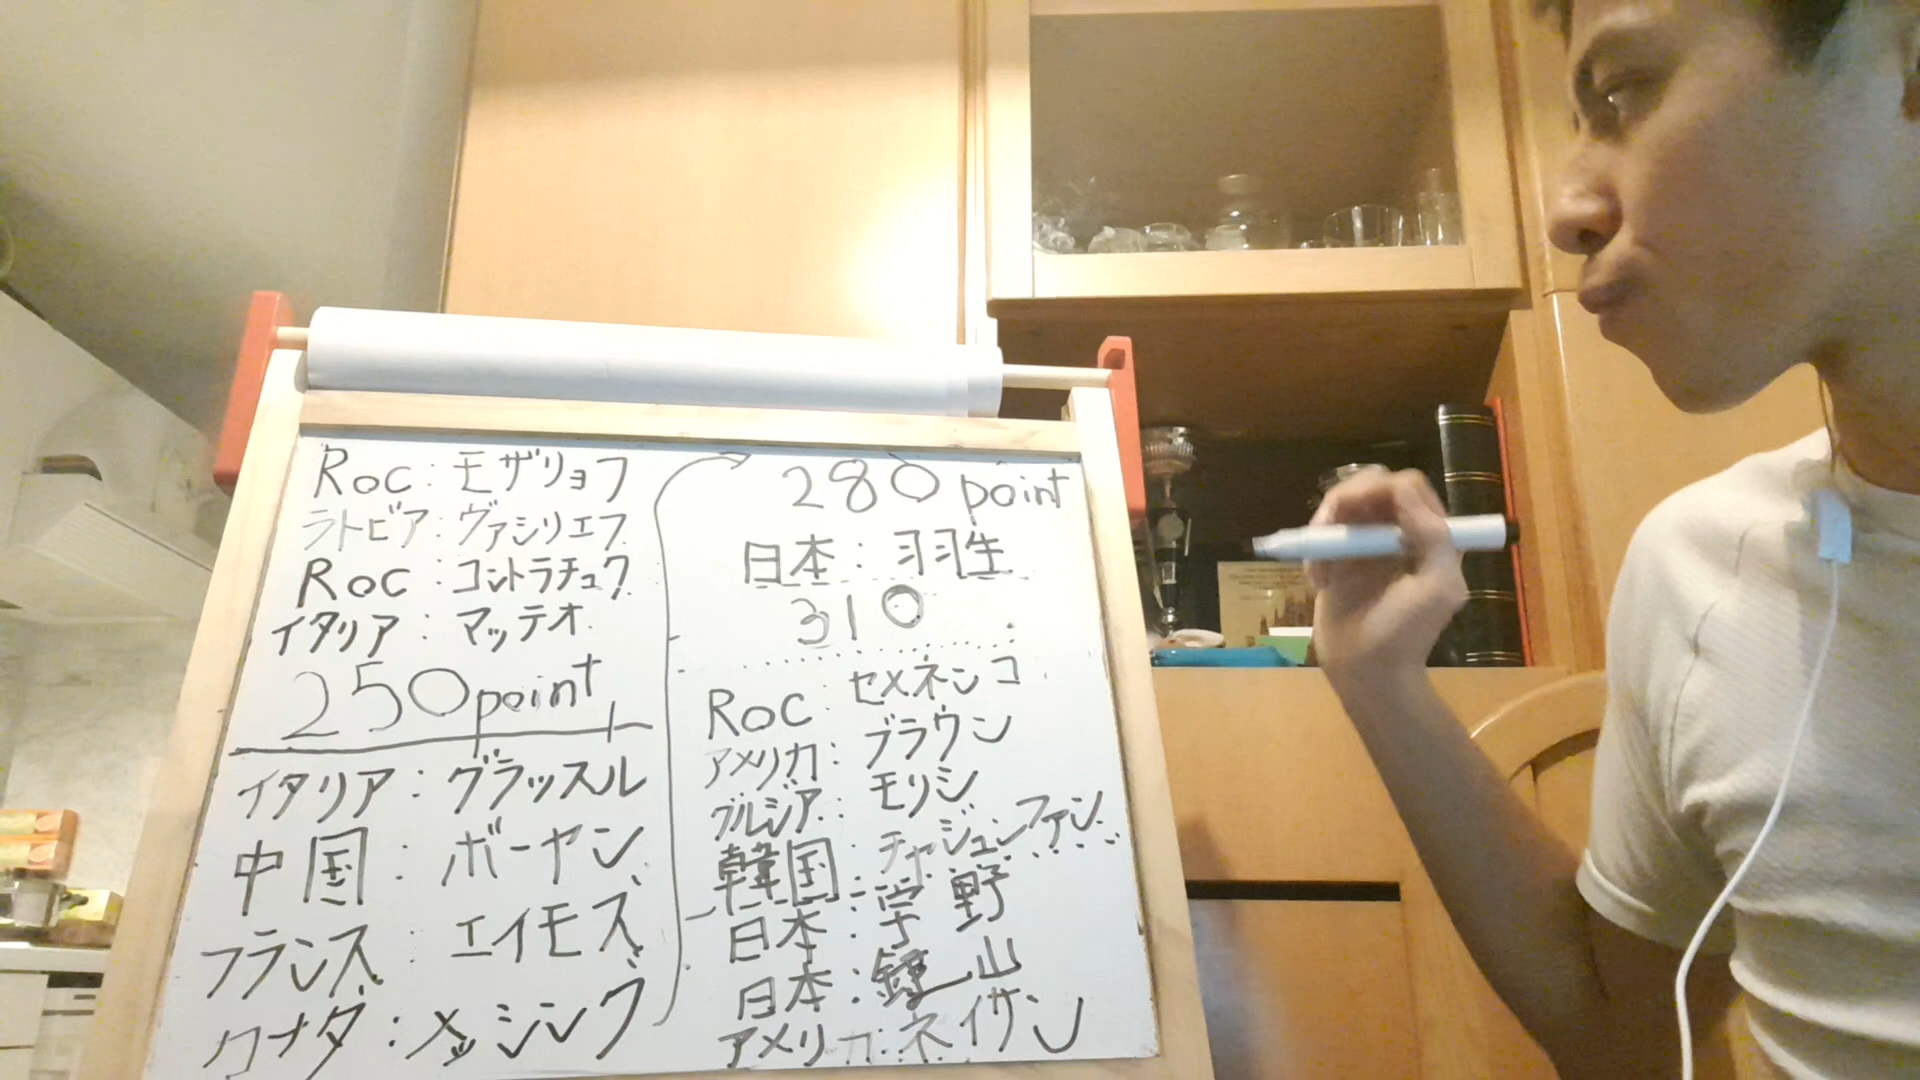 Roc：モザリョフ
ラトビア：ヴァシリエフ
Roc：コントラチュク
イタリア：マッテオ
250point
イタリア：グラッスル
中国：ボーヤン
フランス：エイモズ
カナダ：メッシング
280 point
日本：羽生
310
Roc：セメネンコ
アメリカ：ブラウン
グルジア：モリシ
韓国：チャジュンファン
日本：宇野
日本：鍵山
アメリカ：ネイサン